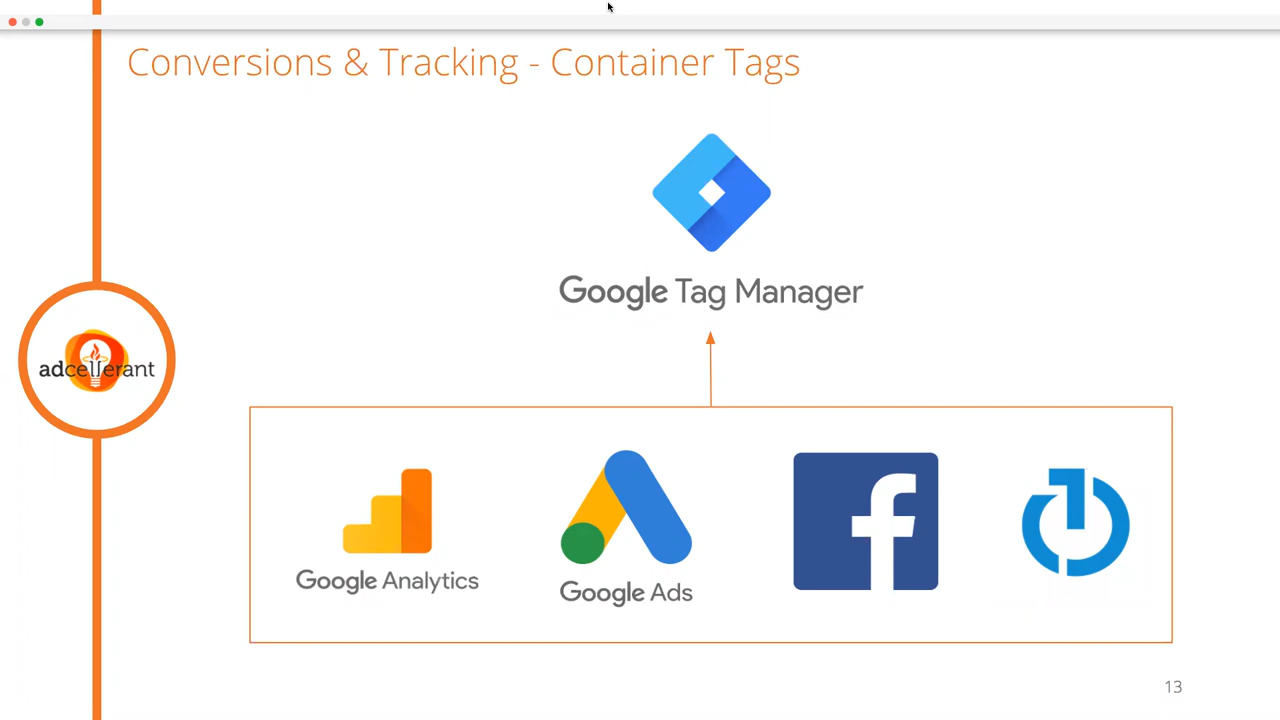 Conversions & Tracking - Container Tags
Google Tag Manager
adcellerant
Google Analytics
Google Ads
13